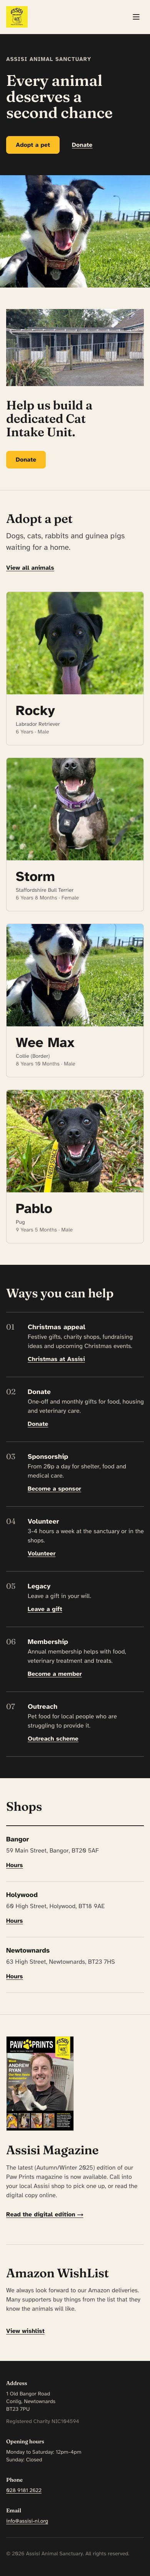 ASSISI ANIMAL SANCTUARY
Every animal
deserves a
second chance
Adopt a pet
Donate
Help us build a
dedicated Cat
Intake Unit.
Donate
Adopt a pet
Dogs, cats, rabbits and guinea pigs
waiting for a home.
View all animals
Rocky
Labrador Retriever
6 Years · Male
Storm
Staffordshire Bull Terrier
6 Years 8 Months · Female
Wee Max
Collie (Border)
8 Years 10 Months · Male
Pablo
Pug
9 Years 5 Months · Male
Ways you can help
01
Christmas appeal
Festive gifts, charity shops, fundraising
ideas and upcoming Christmas events.
Christmas at Assisi
02
Donate
One-off and monthly gifts for food, housing
and veterinary care.
Donate
03
Sponsorship
From 20p a day for shelter, food and
medical care.
Become a sponsor
04
Volunteer
3–4 hours a week at the sanctuary or in the
shops.
Volunteer
05
Legacy
Leave a gift in your will.
Leave a gift
06
Membership
Annual membership helps with food,
veterinary treatment and treats.
Become a member
07
Outreach
Pet food for local people who are
struggling to provide it.
Outreach scheme
Shops
Bangor
59 Main Street, Bangor, BT20 5AF
Hours
Holywood
60 High Street, Holywood, BT18 9AE
Hours
Newtownards
63 High Street, Newtownards, BT23 7HS
Hours
PAW PRINTS
ANDREW
RYAN
Assisi Magazine
The latest (Autumn/Winter 2025) edition of our
Paw Prints magazine is now available. Call into
your local Assisi shop to pick one up, or read the
digital copy online.
Read the digital edition →
Amazon WishList
We always look forward to our Amazon deliveries.
Many supporters buy things from the list that they
know the animals will like.
View wishlist
Address
1 Old Bangor Road
Conlig, Newtownards
BT23 7PU
Registered Charity NIC104594
Opening hours
Monday to Saturday: 12pm–4pm
Sunday: Closed
Phone
028 9181 2622
Email
info@assisi-ni.org
© 2026 Assisi Animal Sanctuary. All rights reserved.